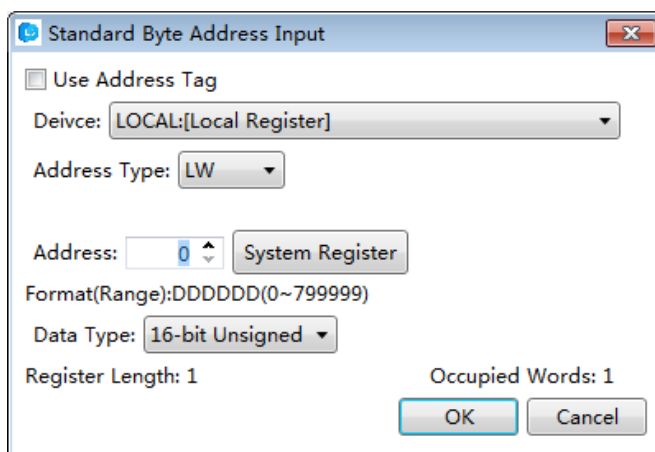 Standard Byte Address Input
Use Address Tag
Deivce: LOCAL:[Local Register]
Address Type: LW
Address: 0 System Register
Format(Range):DDDDDD(0~799999)
Data Type: 16-bit Unsigned
Register Length: 1 Occupied Words: 1
OK Cancel